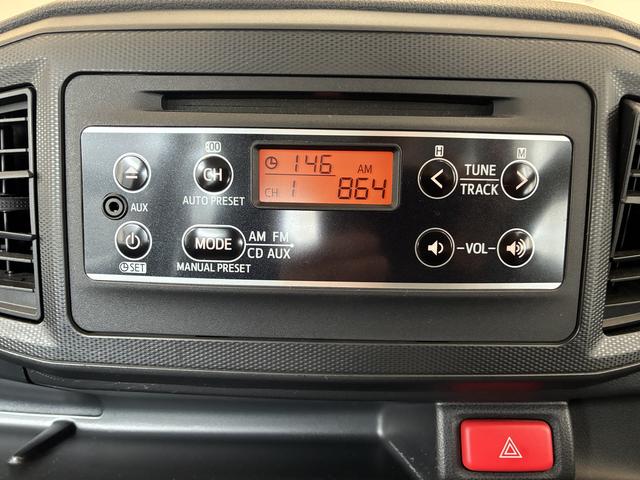 :00
H
M
CH
146 AM
CH 1 864
TUNE
TRACK
AUTO PRESET
AUX
MODE
AM FM
CD AUX
-VOL-
SET
MANUAL PRESET